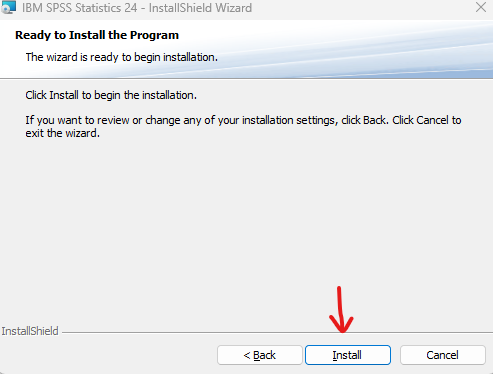 IBM SPSS Statistics 24 - InstallShield Wizard
Ready to Install the Program
The wizard is ready to begin installation.
Click Install to begin the installation.
If you want to review or change any of your installation settings, click Back. Click Cancel to
exit the wizard.
InstallShield
< Back
Install
Cancel